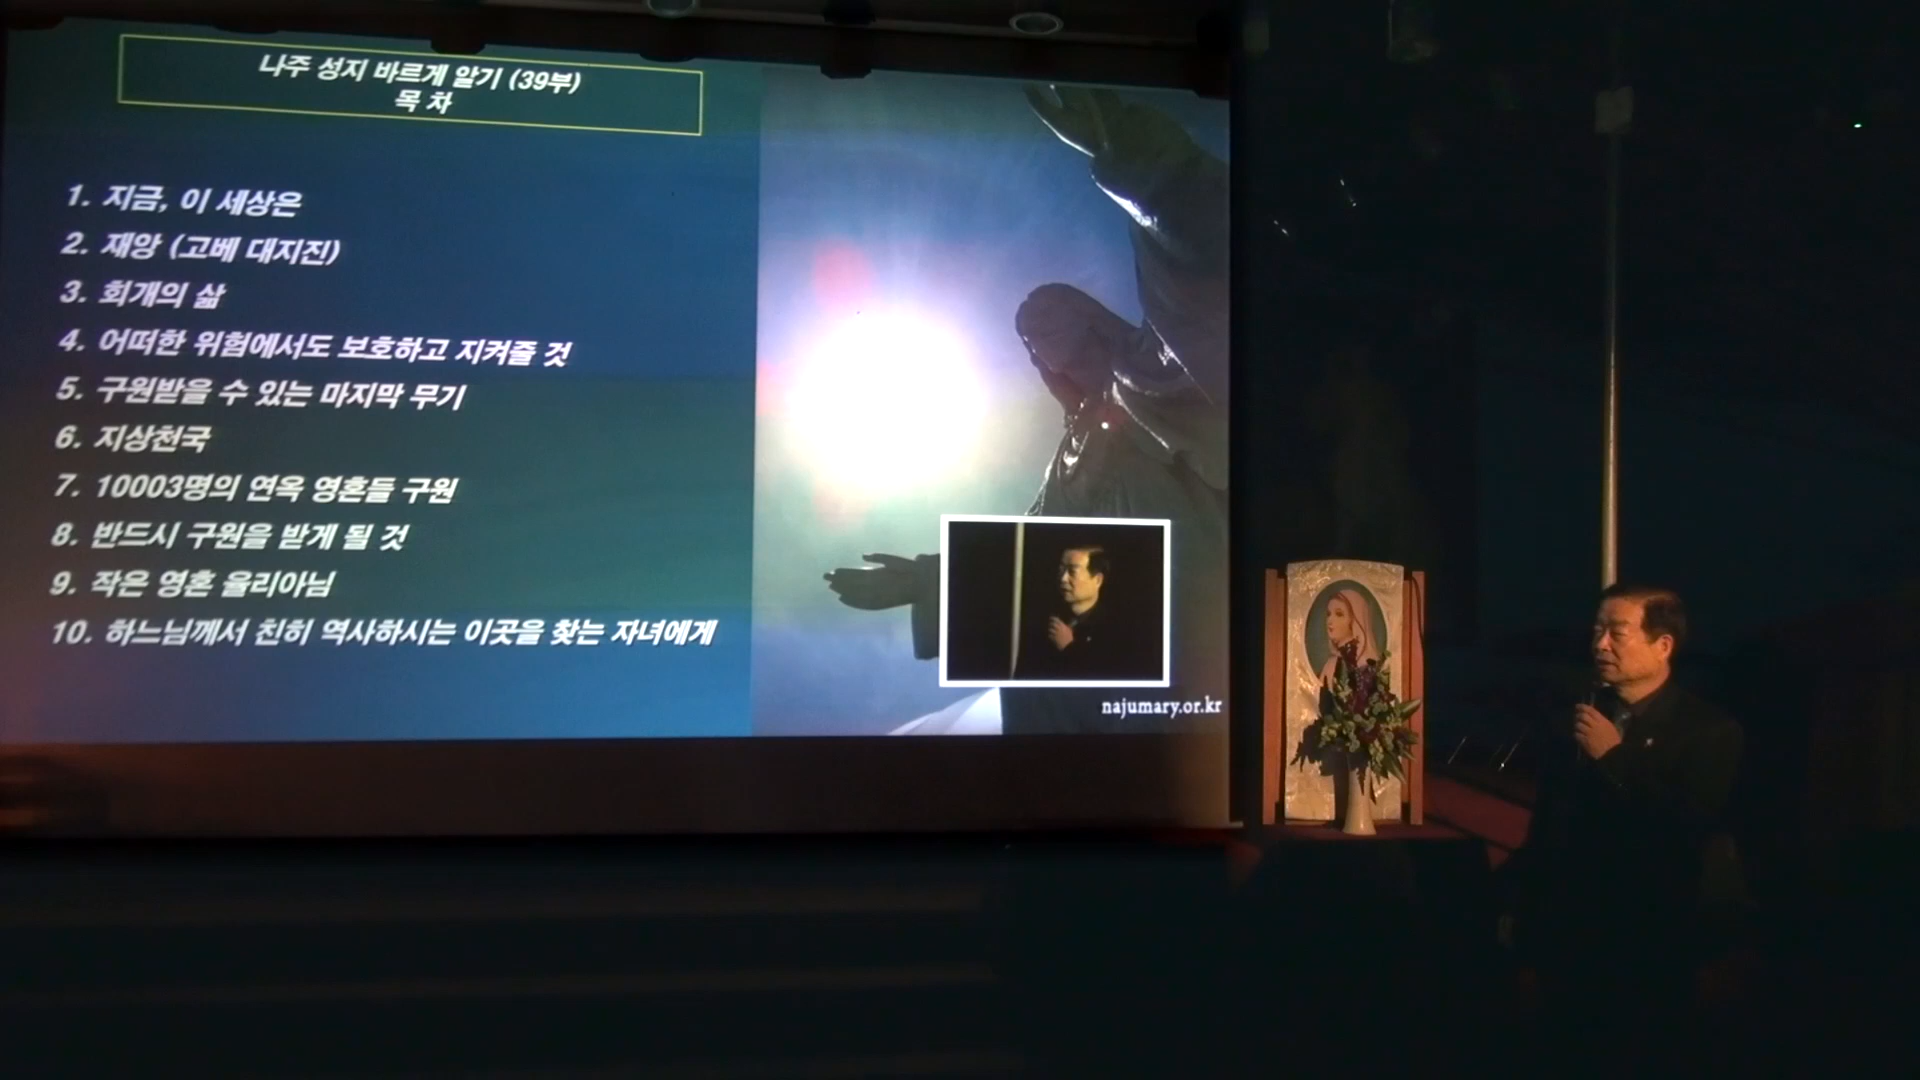 나주 성지 바르게 알기 (39부)
목 차
1. 지금, 이 세상은
2. 재앙 (고베 대지진)
3. 회개의 삶
4. 어떠한 위험에서도 보호하고 지켜줄 것
5. 구원받을 수 있는 마지막 무기
6. 지상천국
7. 10003명의 연옥 영혼들 구원
8. 반드시 구원을 받게 될 것
9. 작은 영혼 율리아님
10. 하느님께서 친히 역사하시는 이곳을 찾는 자녀에게
najumary.or.kr